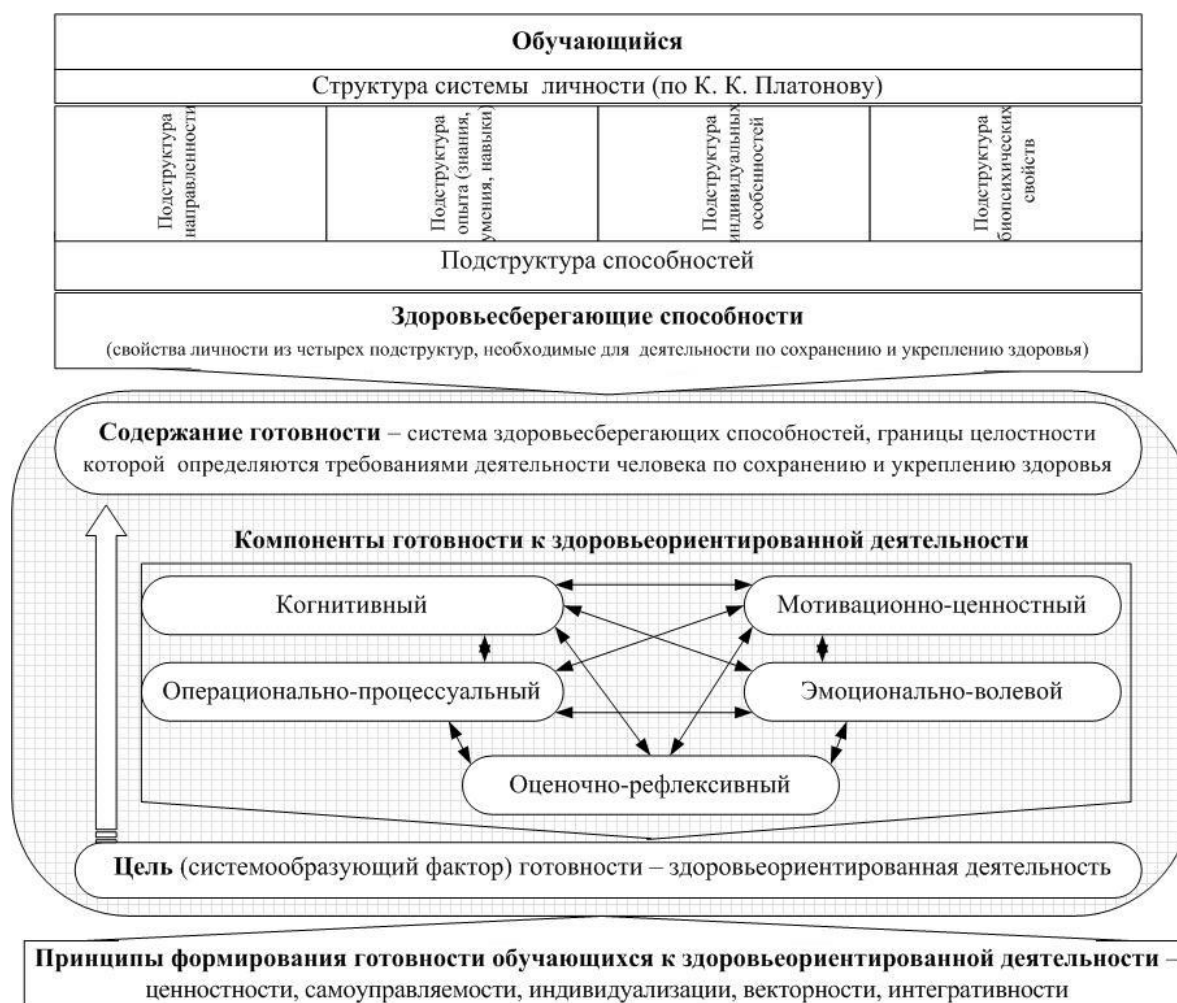 Обучающийся
Структура системы личности (по К. К. Платонову)
Подструктура
направленности
Подструктура
опыта (знания,
умения, навыки)
Подструктура
индивидуальных
особенностей
Подструктура
биопсихических
свойств
Подструктура способностей
Здоровьесберегающие способности
(свойства личности из четырех подструктур, необходимые для деятельности по сохранению и укреплению здоровья)
Содержание готовности – система здоровьесберегающих способностей, границы целостности
которой определяются требованиями деятельности человека по сохранению и укреплению здоровья
Компоненты готовности к здоровьеориентированной деятельности
Когнитивный
Мотивационно-ценностный
Операционально-процессуальный
Эмоционально-волевой
Оценочно-рефлексивный
Цель (системообразующий фактор) готовности – здоровьеориентированная деятельность
Принципы формирования готовности обучающихся к здоровьеориентированной деятельности –
ценностности, самоуправляемости, индивидуализации, векторности, интегративности